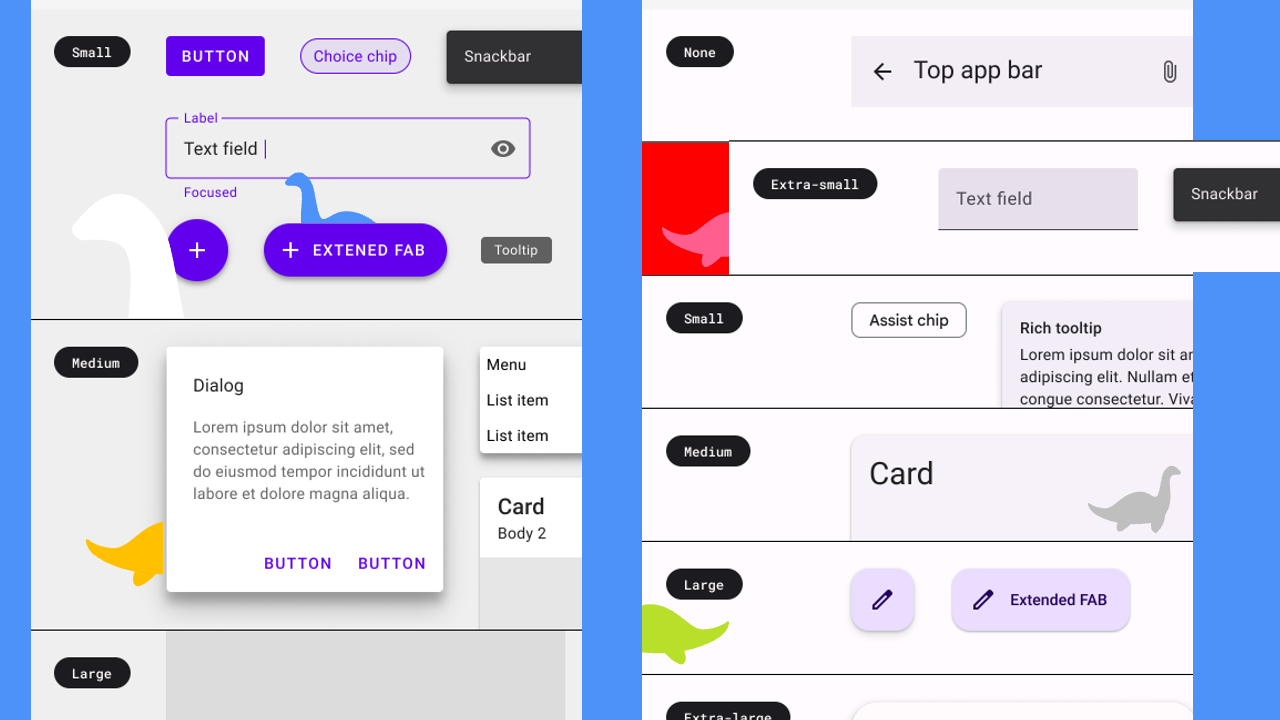 Small
BUTTON
Choice chip
Snackbar
Label
Text field
Focused
EXTENED FAB
Tooltip
Medium
Dialog
Lorem ipsum dolor sit amet,
consectetur adipiscing elit, sed
do eiusmod tempor incididunt ut
labore et dolore magna aliqua.
BUTTON
BUTTON
Menu
List item
List item
Card
Body 2
Large
None
Top app bar
Extra-small
Text field
Snackbar
Small
Assist chip
Rich tooltip
Lorem ipsum dolor sit ar
adipiscing elit. Nullam et
congue consectetur. Viva
Medium
Card
Large
Extended FAB
Extra-large